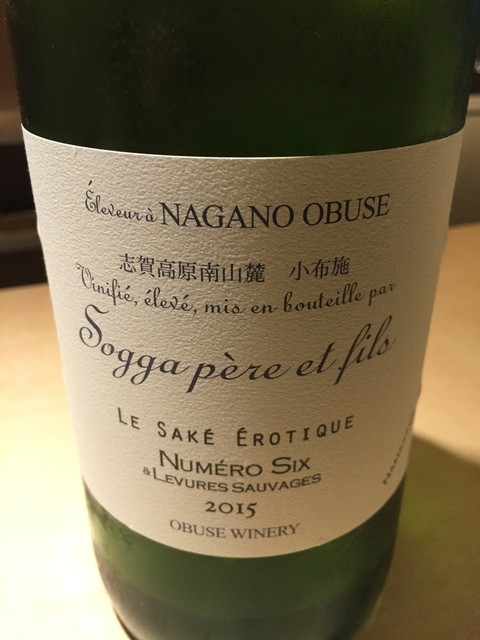 Éleveur à NAGANO OBUSE
志賀高原南山麓 小布施
Vinifié, élevé, mis en bouteille par
Sogga père et fils
LE SAKÉ ÉROTIQUE
NUMÉRO SIX
& LEVURES SAUVAGES
2015
OBUSE WINERY